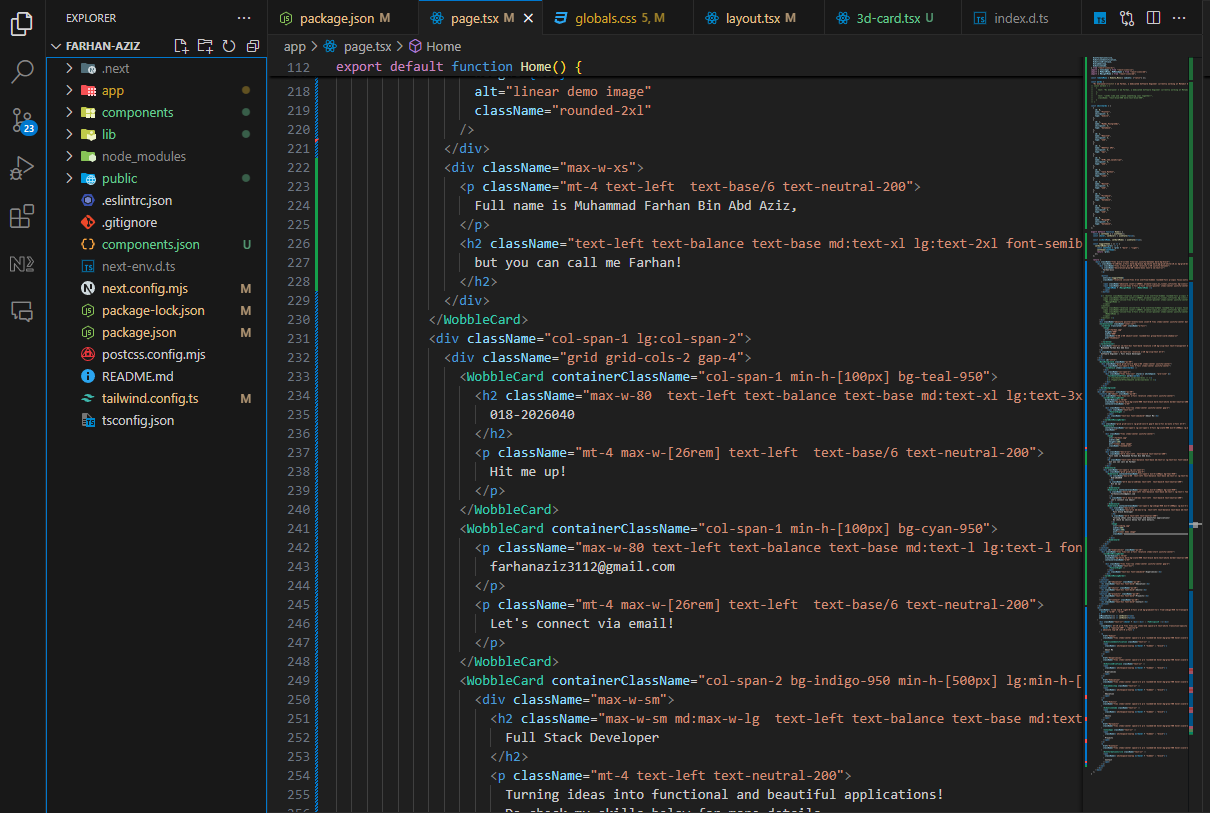 EXPLORER
FARHAN-AZIZ
.next
app
components
lib
node_modules
public
.eslintrc.json
.gitignore
components.json U
next-env.d.ts
next.config.mjs M
package-lock.json M
package.json M
postcss.config.mjs
README.md
tailwind.config.ts M
tsconfig.json
23
package.json M
page.tsx M
globals.css 5, M
layout.tsx M
3d-card.tsx U
index.d.ts
app > page.tsx > Home
112 export default function Home() {
218 alt="linear demo image"
219 className="rounded-2xl"
220 />
221 </div>
222 <div className="max-w-xs">
223 <p className="mt-4 text-left  text-base/6 text-neutral-200">
224 Full name is Muhammad Farhan Bin Abd Aziz,
225 </p>
226 <h2 className="text-left text-balance text-base md:text-xl lg:text-2xl font-semib
227 but you can call me Farhan!
228 </h2>
229 </div>
230 </WobbleCard>
231 <div className="col-span-1 lg:col-span-2">
232 <div className="grid grid-cols-2 gap-4">
233 <WobbleCard containerClassName="col-span-1 min-h-[100px] bg-teal-950">
234 <h2 className="max-w-80  text-left text-balance text-base md:text-xl lg:text-3x
235 018-2026040
236 </h2>
237 <p className="mt-4 max-w-[26rem] text-left  text-base/6 text-neutral-200">
238 Hit me up!
239 </p>
240 </WobbleCard>
241 <WobbleCard containerClassName="col-span-1 min-h-[100px] bg-cyan-950">
242 <p className="max-w-80 text-left text-balance text-base md:text-l lg:text-l fon
243 farhanaziz3112@gmail.com
244 </p>
245 <p className="mt-4 max-w-[26rem] text-left  text-base/6 text-neutral-200">
246 Let's connect via email!
247 </p>
248 </WobbleCard>
249 <WobbleCard containerClassName="col-span-2 bg-indigo-950 min-h-[500px] lg:min-h-[
250 <div className="max-w-sm">
251 <h2 className="max-w-sm md:max-w-lg  text-left text-balance text-base md:text
252 Full Stack Developer
253 </h2>
254 <p className="mt-4 text-left text-neutral-200">
255 Turning ideas into functional and beautiful applications!